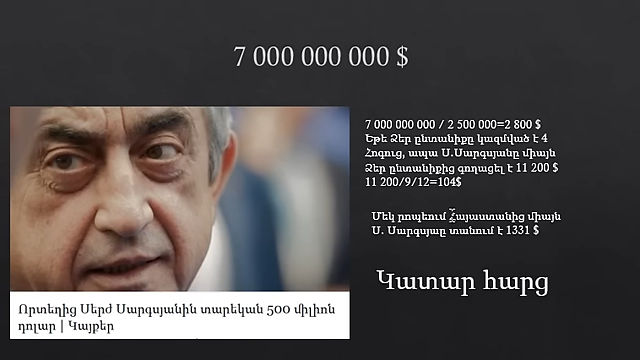 7 000 000 000 $
7 000 000 000 / 2 500 000=2 800 $
Եթե Ձեր ընտանիքը կազմված է 4
Հոգուց, ապա Ս.Սարգսյանը միայն
Ձեր ընտանիքից գողացել է 11 200 $
11 200/9/12=104$
Մեկ րոպեում Հայաստանից միայն
Ս. Սարգսյաը տանում է 1331 $
Կատար հարց
Որտեղից Սերժ Սարգսյանին տարեկան 500 միլիոն
դոլար | Կայքեր